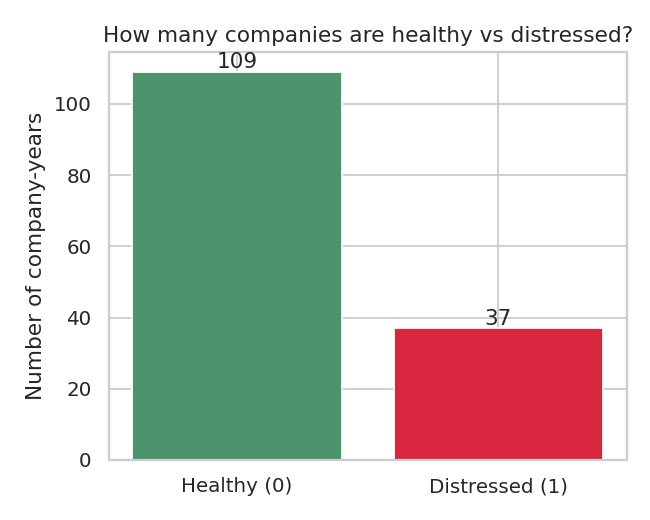 How many companies are healthy vs distressed?
109
100
80
60
40
20
0
37
Number of company-years
Healthy (0)
Distressed (1)